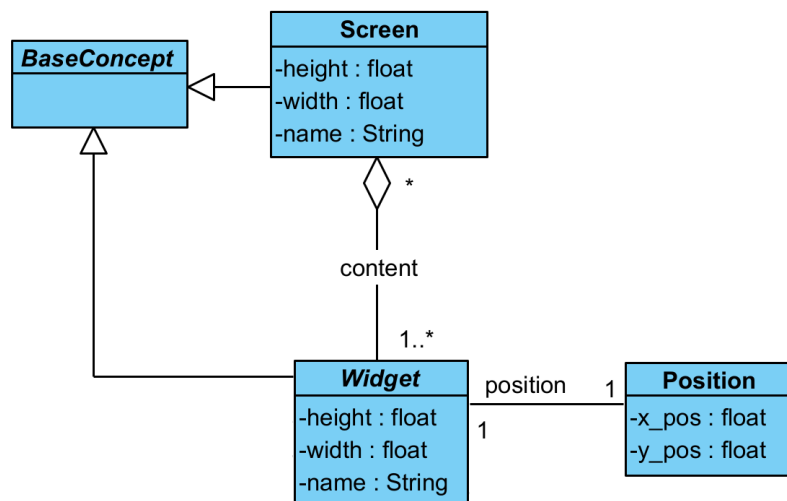 BaseConcept
Screen
-height : float
-width : float
-name : String
*
content
1..*
Widget
-height : float
-width : float
-name : String
position
1
1
Position
-x_pos : float
-y_pos : float